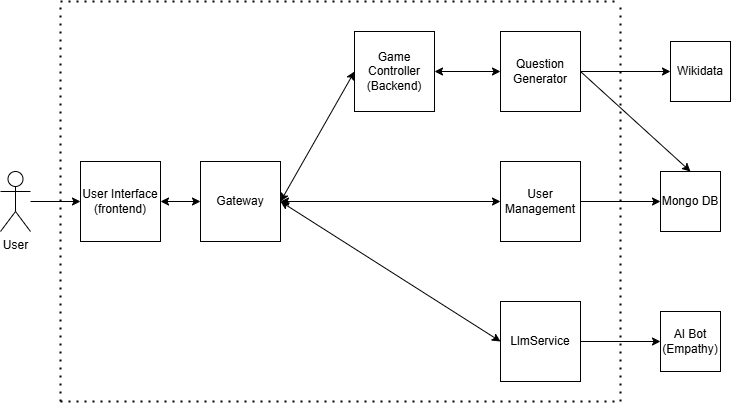 Game
Controller
(Backend)
Question
Generator
Wikidata
User Interface
(frontend)
Gateway
User
Management
Mongo DB
User
LlmService
AI Bot
(Empathy)